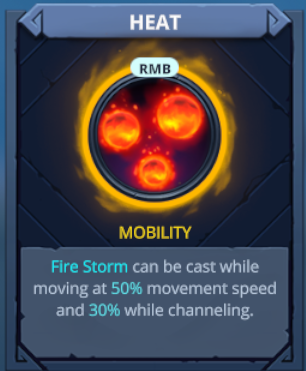 HEAT
RMB
MOBILITY
Fire Storm can be cast while
moving at 50% movement speed
and 30% while channeling.